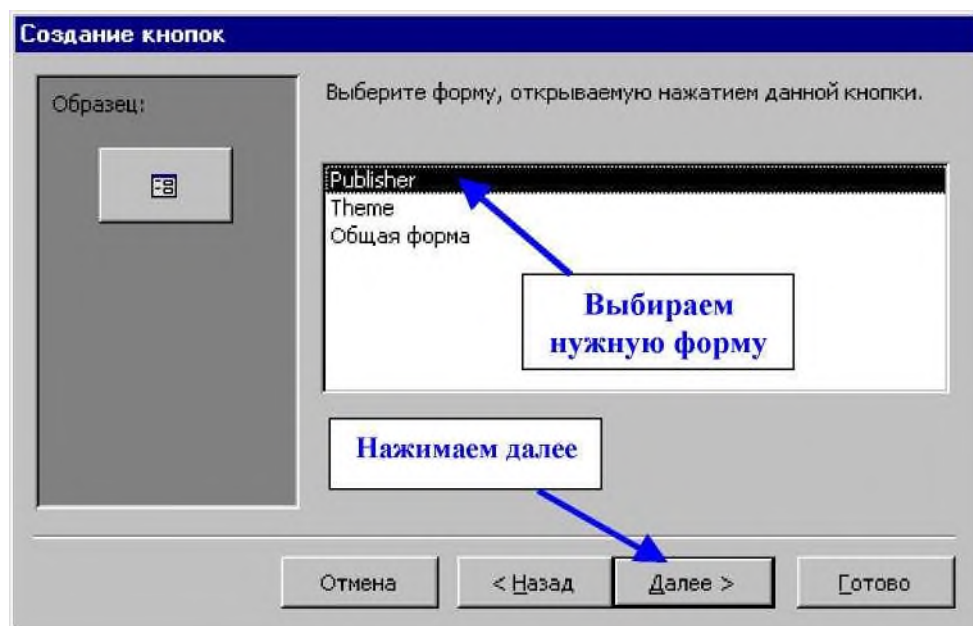 Создание кнопок
Образец:
Выберите форму, открываемую нажатием данной кнопки.
Publisher
Theme
Общая форма
Выбираем
нужную форму
Нажимаем далее
Отмена
< Назад
Далее >
Готово